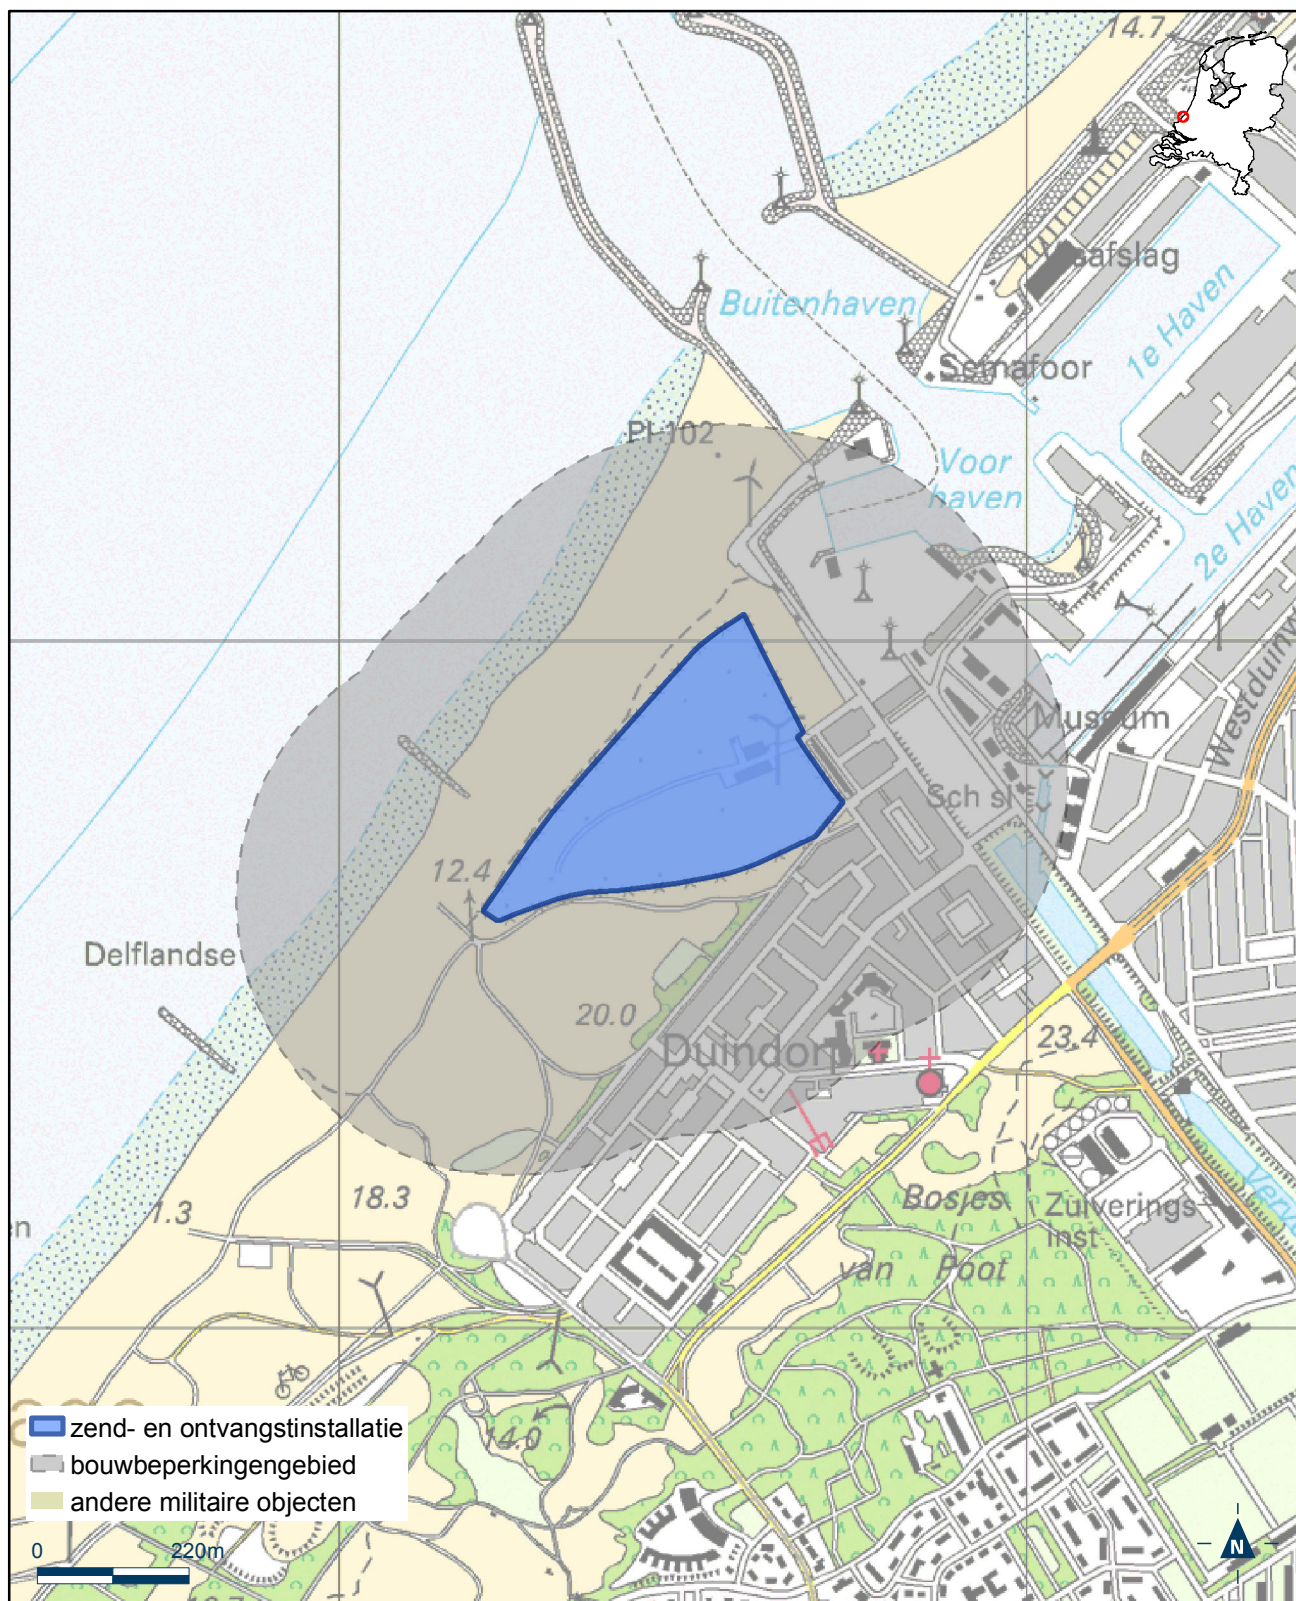 14.7
Visafslag
Buitenhaven
1e Haven
Semafoor
Pl 102
Voor
haven
2e Haven
Museum
Sch sl
12.4
Delflandse
20.0
Duindorp
23.4
18.3
1.3
Bosjes
van Poot
Zuiverings
inst
14.0
zend- en ontvangstinstallatie
bouwbeperkingengebied
andere militaire objecten
0 220m
N